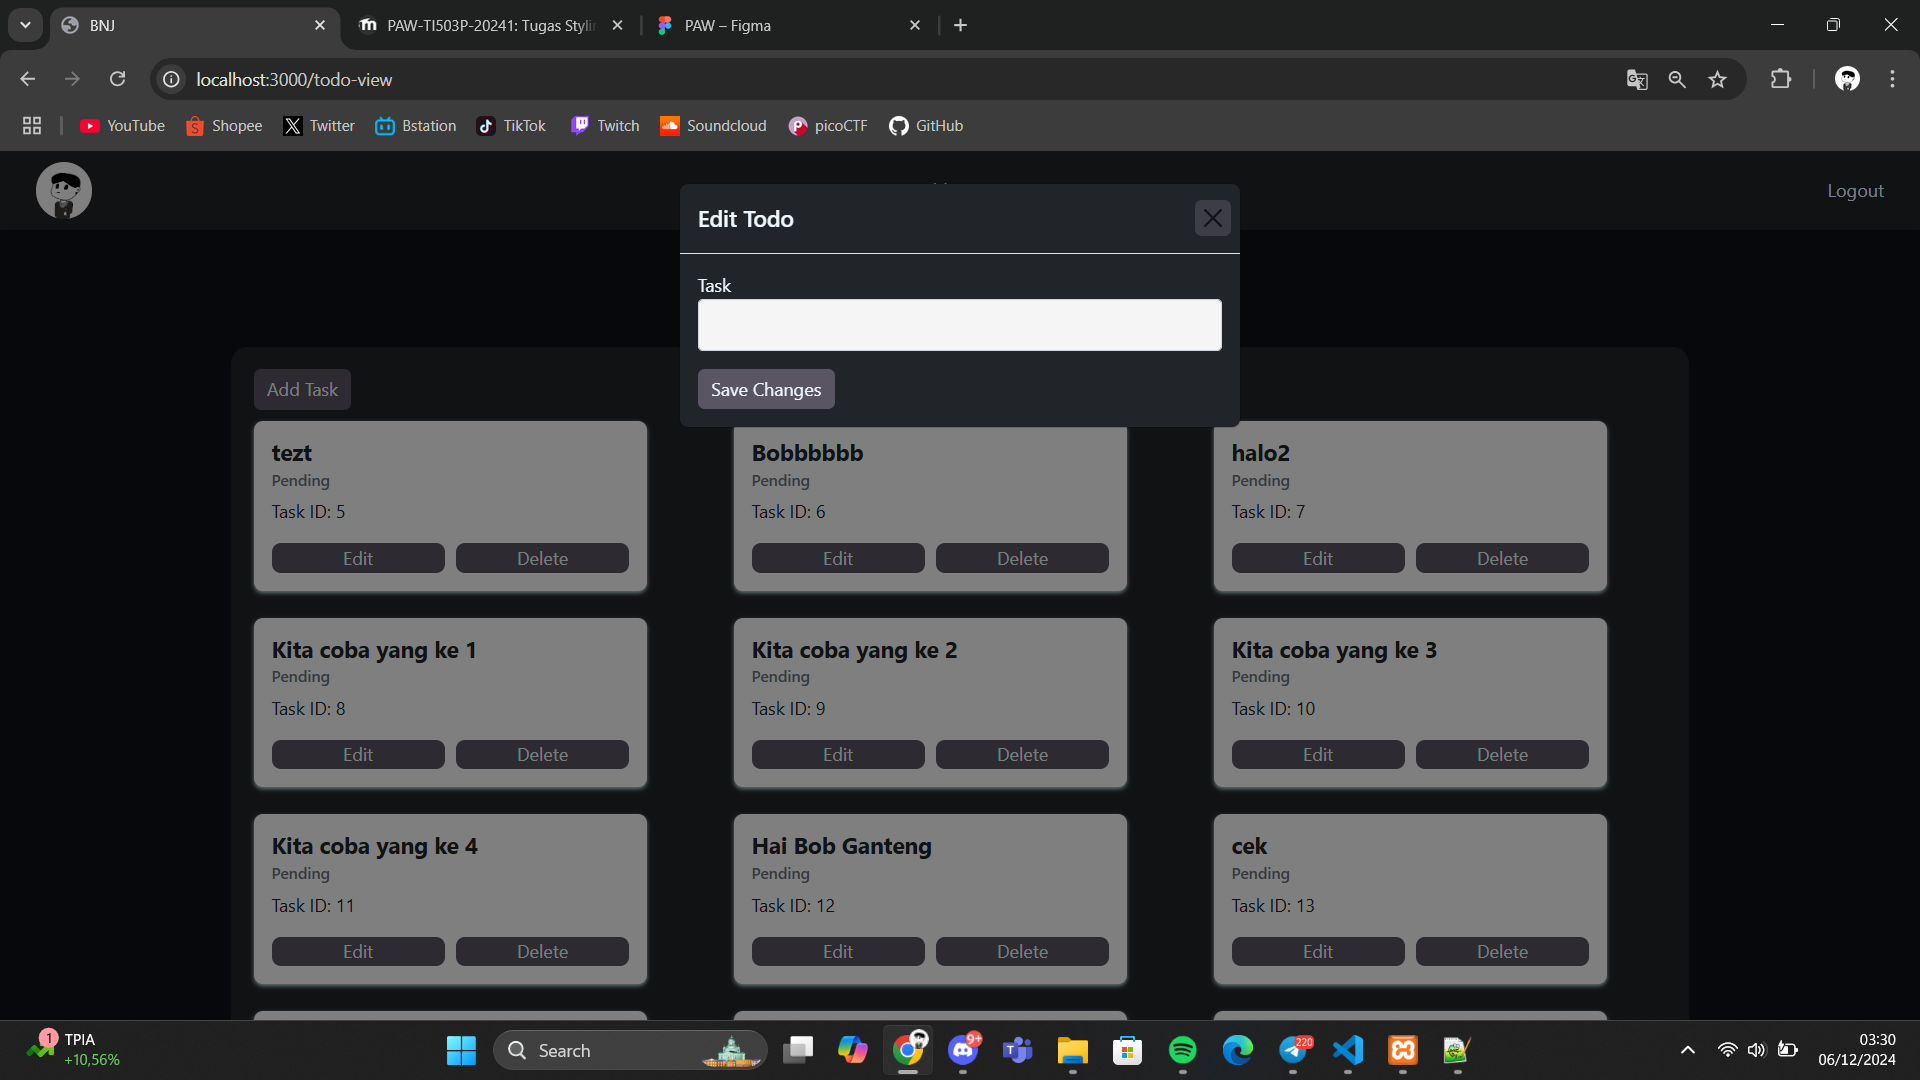 BNJ
PAW-TI503P-20241: Tugas Styli
PAW – Figma
localhost:3000/todo-view
YouTube
Shopee
Twitter
Bstation
TikTok
Twitch
Soundcloud
picoCTF
GitHub
Logout
Edit Todo
Task
Save Changes
Add Task
tezt
Pending
Task ID: 5
Edit
Delete
Bobbbbbb
Pending
Task ID: 6
Edit
Delete
halo2
Pending
Task ID: 7
Edit
Delete
Kita coba yang ke 1
Pending
Task ID: 8
Edit
Delete
Kita coba yang ke 2
Pending
Task ID: 9
Edit
Delete
Kita coba yang ke 3
Pending
Task ID: 10
Edit
Delete
Kita coba yang ke 4
Pending
Task ID: 11
Edit
Delete
Hai Bob Ganteng
Pending
Task ID: 12
Edit
Delete
cek
Pending
Task ID: 13
Edit
Delete
1
TPIA
+10,56%
Search
9+
220
03:30
06/12/2024